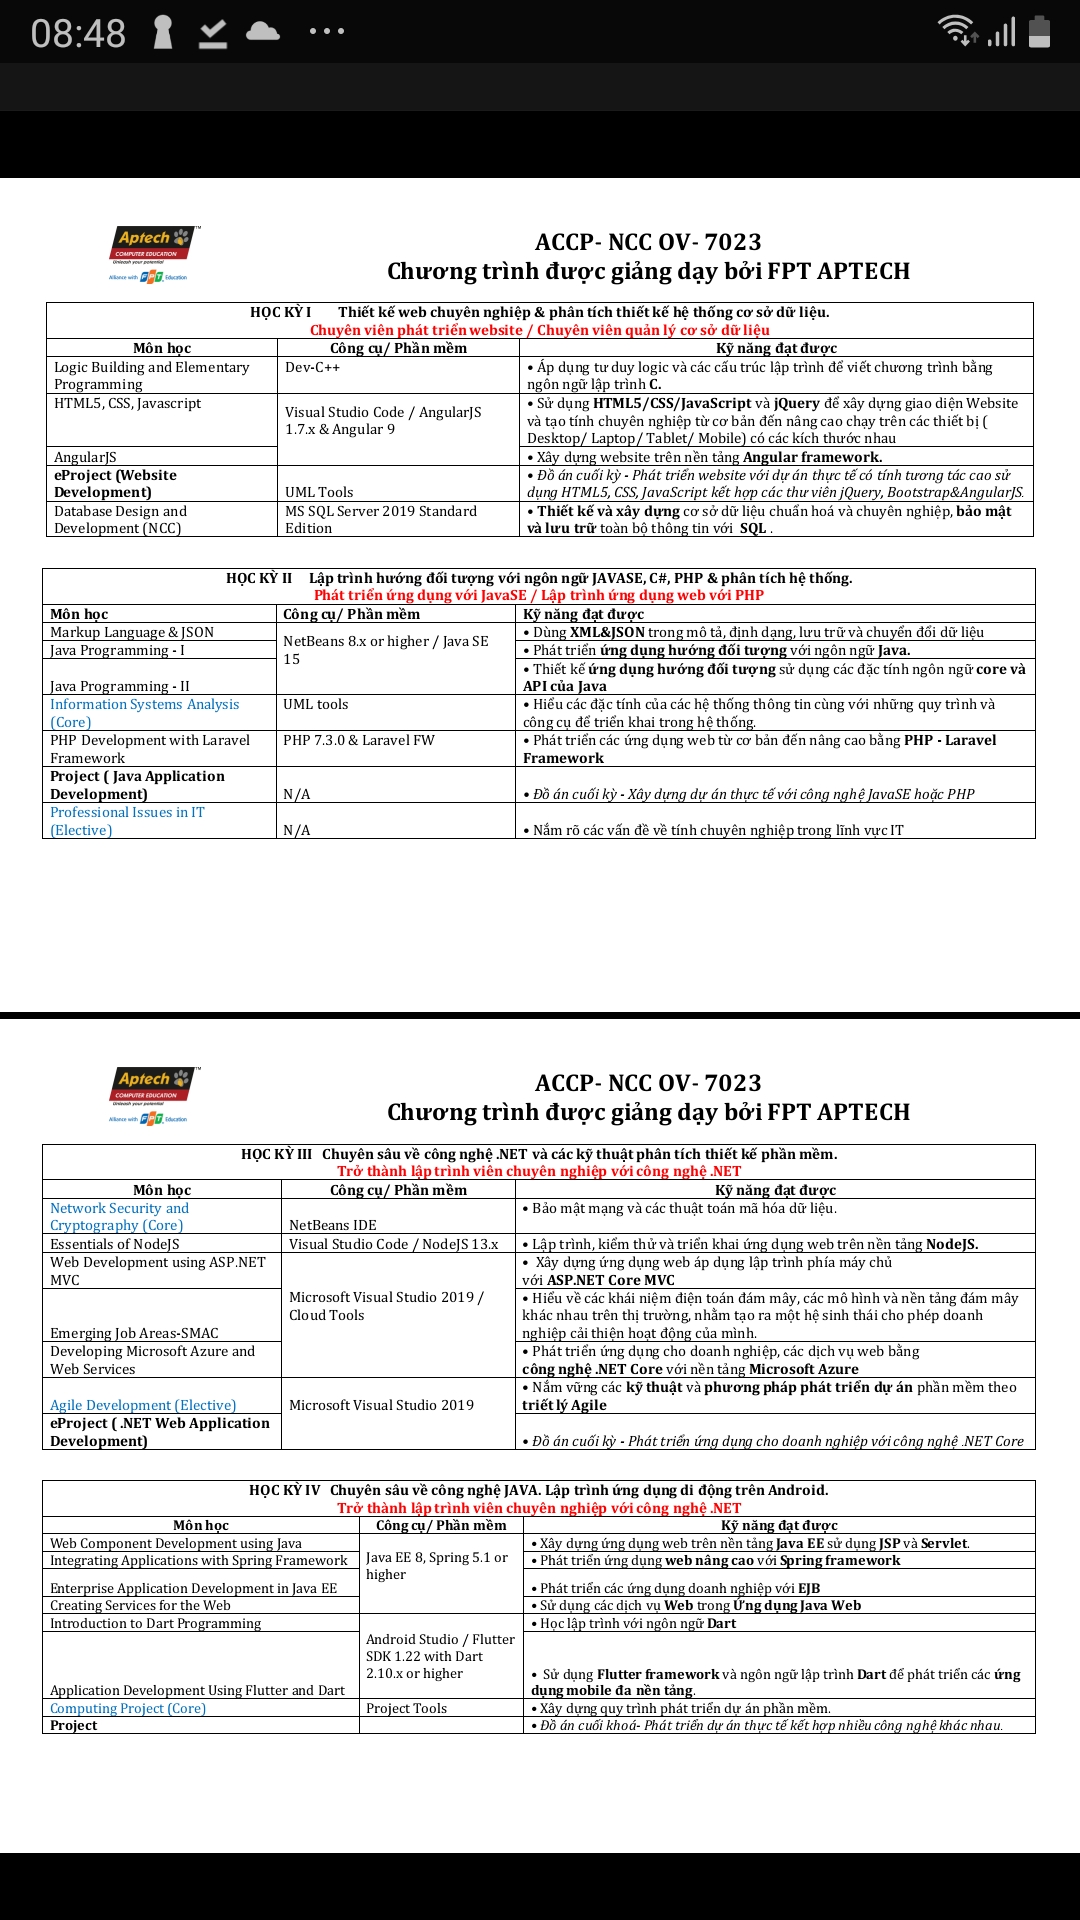 08:48
Aptech
COMPUTER EDUCATION
Unleash your potential
Alliance with FPT Education
ACCP- NCC OV- 7023
Chương trình được giảng dạy bởi FPT APTECH
HỌC KỲ I Thiết kế web chuyên nghiệp & phân tích thiết kế hệ thống cơ sở dữ liệu.
Chuyên viên phát triển website / Chuyên viên quản lý cơ sở dữ liệu
Môn học Công cụ/ Phần mềm Kỹ năng đạt được
Logic Building and Elementary
Programming
Dev-C++
• Áp dụng tư duy logic và các cấu trúc lập trình để viết chương trình bằng
ngôn ngữ lập trình C.
HTML5, CSS, Javascript
Visual Studio Code / AngularJS
1.7.x & Angular 9
• Sử dụng HTML5/CSS/JavaScript và jQuery để xây dựng giao diện Website
và tạo tính chuyên nghiệp từ cơ bản đến nâng cao chạy trên các thiết bị (
Desktop/ Laptop/ Tablet/ Mobile) có các kích thước nhau
AngularJS
• Xây dựng website trên nền tảng Angular framework.
eProject (Website
Development)
UML Tools
• Đồ án cuối kỳ - Phát triển website với dự án thực tế có tính tương tác cao sử
dụng HTML5, CSS, JavaScript kết hợp các thư viên jQuery, Bootsprap&AngularJS.
Database Design and
Development (NCC)
MS SQL Server 2019 Standard
Edition
• Thiết kế và xây dựng cơ sở dữ liệu chuẩn hoá và chuyên nghiệp, bảo mật
và lưu trữ toàn bộ thông tin với SQL .
HỌC KỲ II Lập trình hướng đối tượng với ngôn ngữ JAVASE, C#, PHP & phân tích hệ thống.
Phát triển ứng dụng với JavaSE / Lập trình ứng dụng web với PHP
Môn học Công cụ/ Phần mềm Kỹ năng đạt được
Markup Language & JSON
NetBeans 8.x or higher / Java SE
15
• Dùng XML&JSON trong mô tả, định dạng, lưu trữ và chuyển đổi dữ liệu
Java Programming - I
• Phát triển ứng dụng hướng đối tượng với ngôn ngữ Java.
Java Programming - II
• Thiết kế ứng dụng hướng đối tượng sử dụng các đặc tính ngôn ngữ core và
API của Java
Information Systems Analysis
(Core)
UML tools
• Hiểu các đặc tính của các hệ thống thông tin cùng với những quy trình và
công cụ để triển khai trong hệ thống.
PHP Development with Laravel
Framework
PHP 7.3.0 & Laravel FW
• Phát triển các ứng dụng web từ cơ bản đến nâng cao bằng PHP - Laravel
Framework
Project ( Java Application
Development)
N/A
• Đồ án cuối kỳ - Xây dựng dự án thực tế với công nghệ JavaSE hoặc PHP
Professional Issues in IT
(Elective)
N/A
• Nắm rõ các vấn đề về tính chuyên nghiệp trong lĩnh vực IT
Aptech
COMPUTER EDUCATION
Unleash your potential
Alliance with FPT Education
ACCP- NCC OV- 7023
Chương trình được giảng dạy bởi FPT APTECH
HỌC KỲ III Chuyên sâu về công nghệ .NET và các kỹ thuật phân tích thiết kế phần mềm.
Trở thành lập trình viên chuyên nghiệp với công nghệ .NET
Môn học Công cụ/ Phần mềm Kỹ năng đạt được
Network Security and
Cryptography (Core)
NetBeans IDE
• Bảo mật mạng và các thuật toán mã hóa dữ liệu.
Essentials of NodeJS
Visual Studio Code / NodeJS 13.x
• Lập trình, kiểm thử và triển khai ứng dụng web trên nền tảng NodeJS.
Web Development using ASP.NET
MVC
Microsoft Visual Studio 2019 /
Cloud Tools
• Xây dựng ứng dụng web áp dụng lập trình phía máy chủ
với ASP.NET Core MVC
Emerging Job Areas-SMAC
• Hiểu về các khái niệm điện toán đám mây, các mô hình và nền tảng đám mây
khác nhau trên thị trường, nhằm tạo ra một hệ sinh thái cho phép doanh
nghiệp cải thiện hoạt động của mình.
Developing Microsoft Azure and
Web Services
• Phát triển ứng dụng cho doanh nghiệp, các dịch vụ web bằng
công nghệ .NET Core với nền tảng Microsoft Azure
Agile Development (Elective)
Microsoft Visual Studio 2019
• Nắm vững các kỹ thuật và phương pháp phát triển dự án phần mềm theo
triết lý Agile
eProject ( .NET Web Application
Development)
• Đồ án cuối kỳ - Phát triển ứng dụng cho doanh nghiệp với công nghệ .NET Core
HỌC KỲ IV Chuyên sâu về công nghệ JAVA. Lập trình ứng dụng di động trên Android.
Trở thành lập trình viên chuyên nghiệp với công nghệ .NET
Môn học Công cụ/ Phần mềm Kỹ năng đạt được
Web Component Development using Java
Java EE 8, Spring 5.1 or
higher
• Xây dựng ứng dụng web trên nền tảng Java EE sử dụng JSP và Servlet.
Integrating Applications with Spring Framework
• Phát triển ứng dụng web nâng cao với Spring framework
Enterprise Application Development in Java EE
• Phát triển các ứng dụng doanh nghiệp với EJB
Creating Services for the Web
• Sử dụng các dịch vụ Web trong Ứng dụng Java Web
Introduction to Dart Programming
Android Studio / Flutter
SDK 1.22 with Dart
2.10.x or higher
• Học lập trình với ngôn ngữ Dart
Application Development Using Flutter and Dart
• Sử dụng Flutter framework và ngôn ngữ lập trình Dart để phát triển các ứng
dụng mobile đa nền tảng.
Computing Project (Core)
Project Tools
• Xây dựng quy trình phát triển dự án phần mềm.
Project
• Đồ án cuối khoá- Phát triển dự án thực tế kết hợp nhiều công nghệ khác nhau.